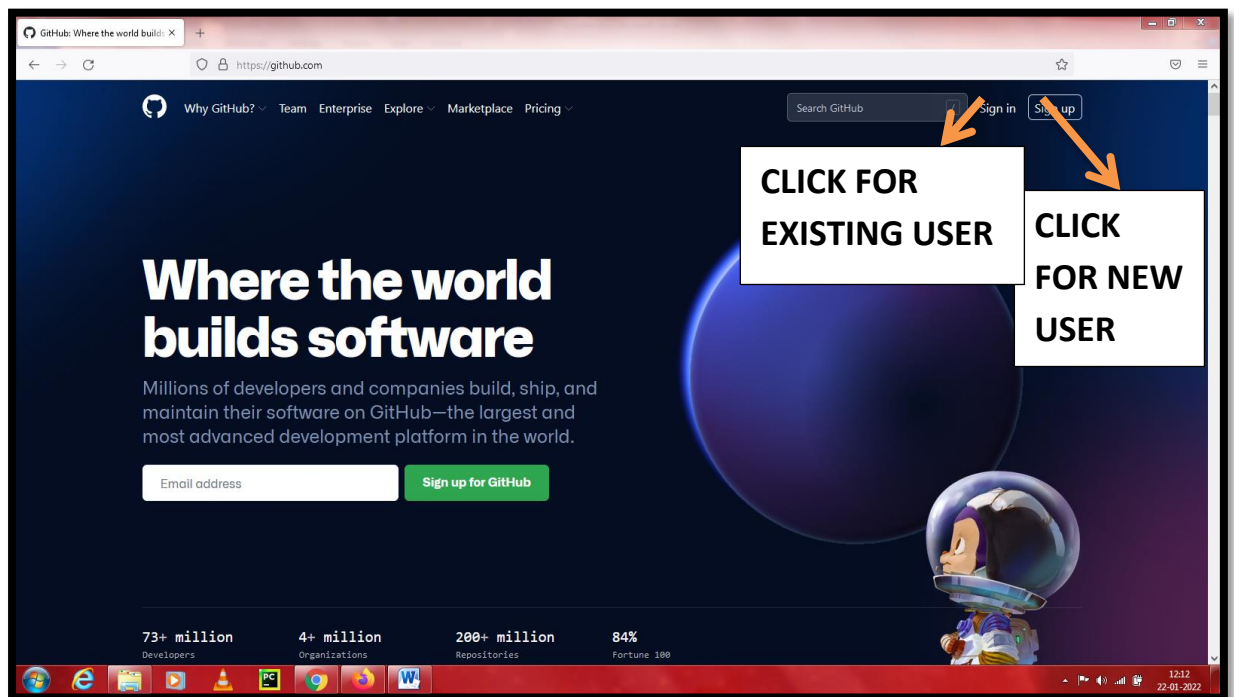 GitHub: Where the world builds
https://github.com
Why GitHub? Team Enterprise Explore Marketplace Pricing
Search GitHub /
Sign in Sign up
CLICK FOR
EXISTING USER
CLICK
FOR NEW
USER
Where the world
builds software
Millions of developers and companies build, ship, and
maintain their software on GitHub—the largest and
most advanced development platform in the world.
Email address Sign up for GitHub
73+ million 4+ million 200+ million 84%
Developers Organizations Repositories Fortune 100
PC W
12:12
22-01-2022